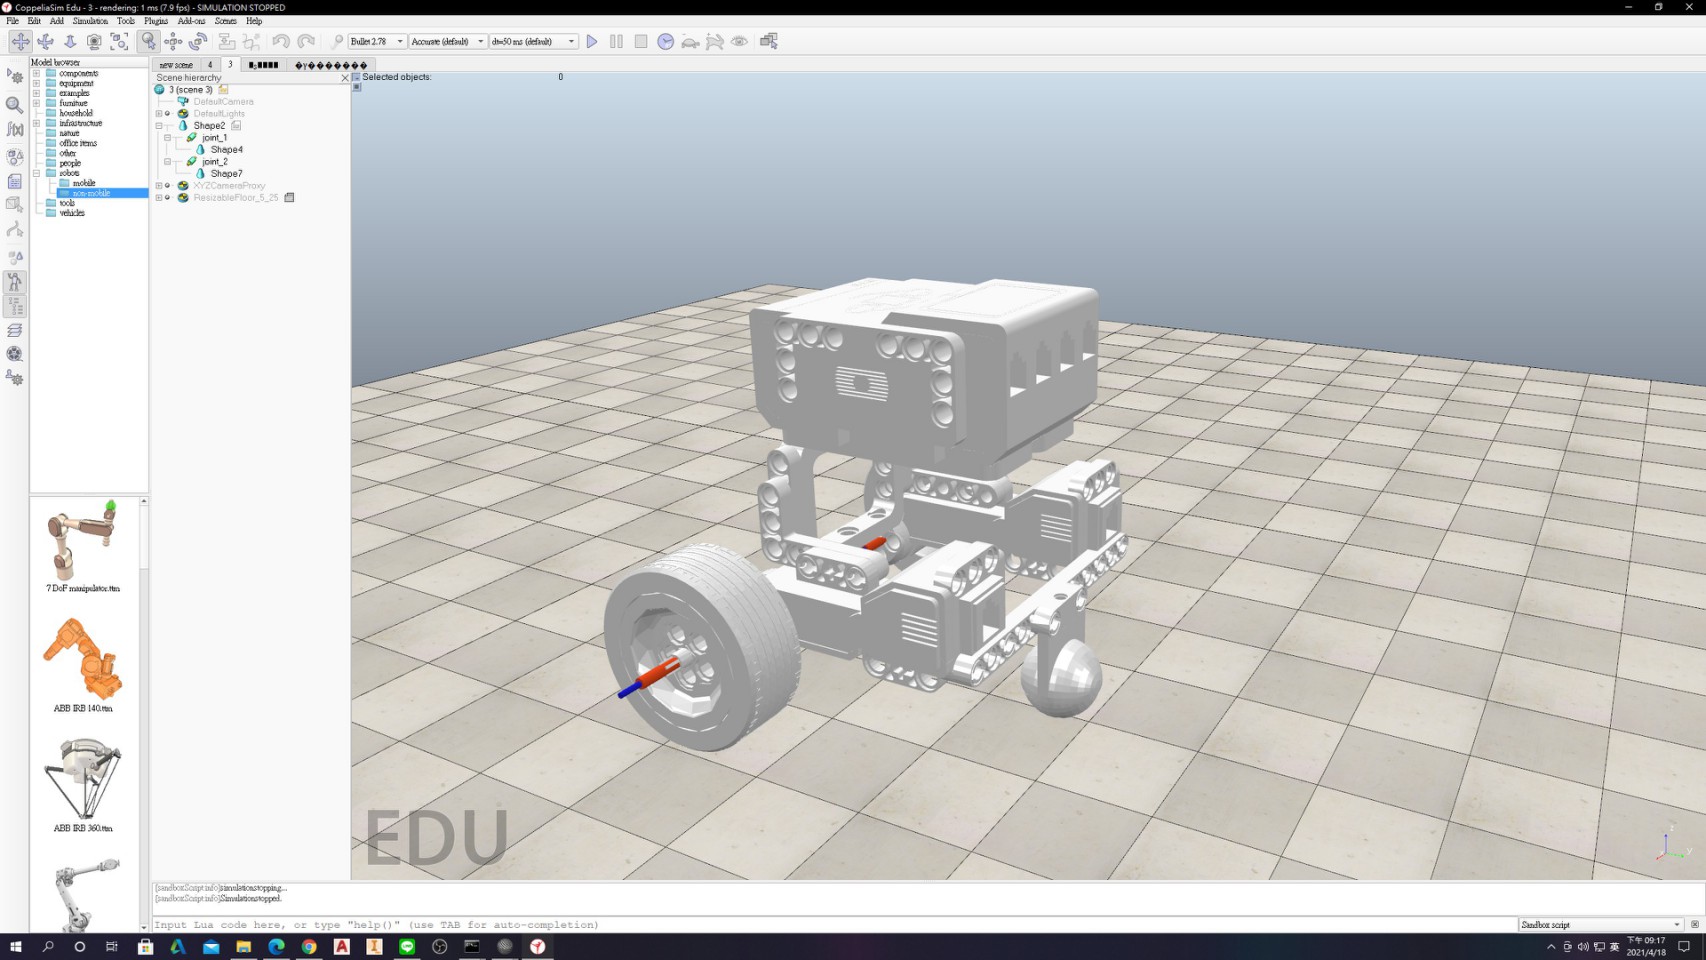 CoppeliaSim Edu - 3 - rendering: 1 ms (7.9 fps) - SIMULATION STOPPED
File Edit Add Simulation Tools Plugins Add-ons Scenes Help
Bullet 2.78 Accurate (default) dt=50 ms (default)
Model browser
components
equipment
examples
furniture
household
infrastructure
nature
office items
other
people
robots
mobile
non-mobile
tools
vehicles
7 DoF manipulator.ttm
ABB IRB 140.ttm
ABB IRB 360.ttm
new scene 4 3
Scene hierarchy
3 (scene 3)
DefaultCamera
DefaultLights
Shape2
joint_1
Shape4
joint_2
Shape7
XYZCameraProxy
ResizableFloor_5_25
Selected objects: 0
EDU
[sandboxScript:info]simulation stopping...
[sandboxScript:info]Simulation stopped.
Input Lua code here, or type "help()" (use TAB for auto-completion)
Sandbox script
英
下午 09:17
2021/4/18